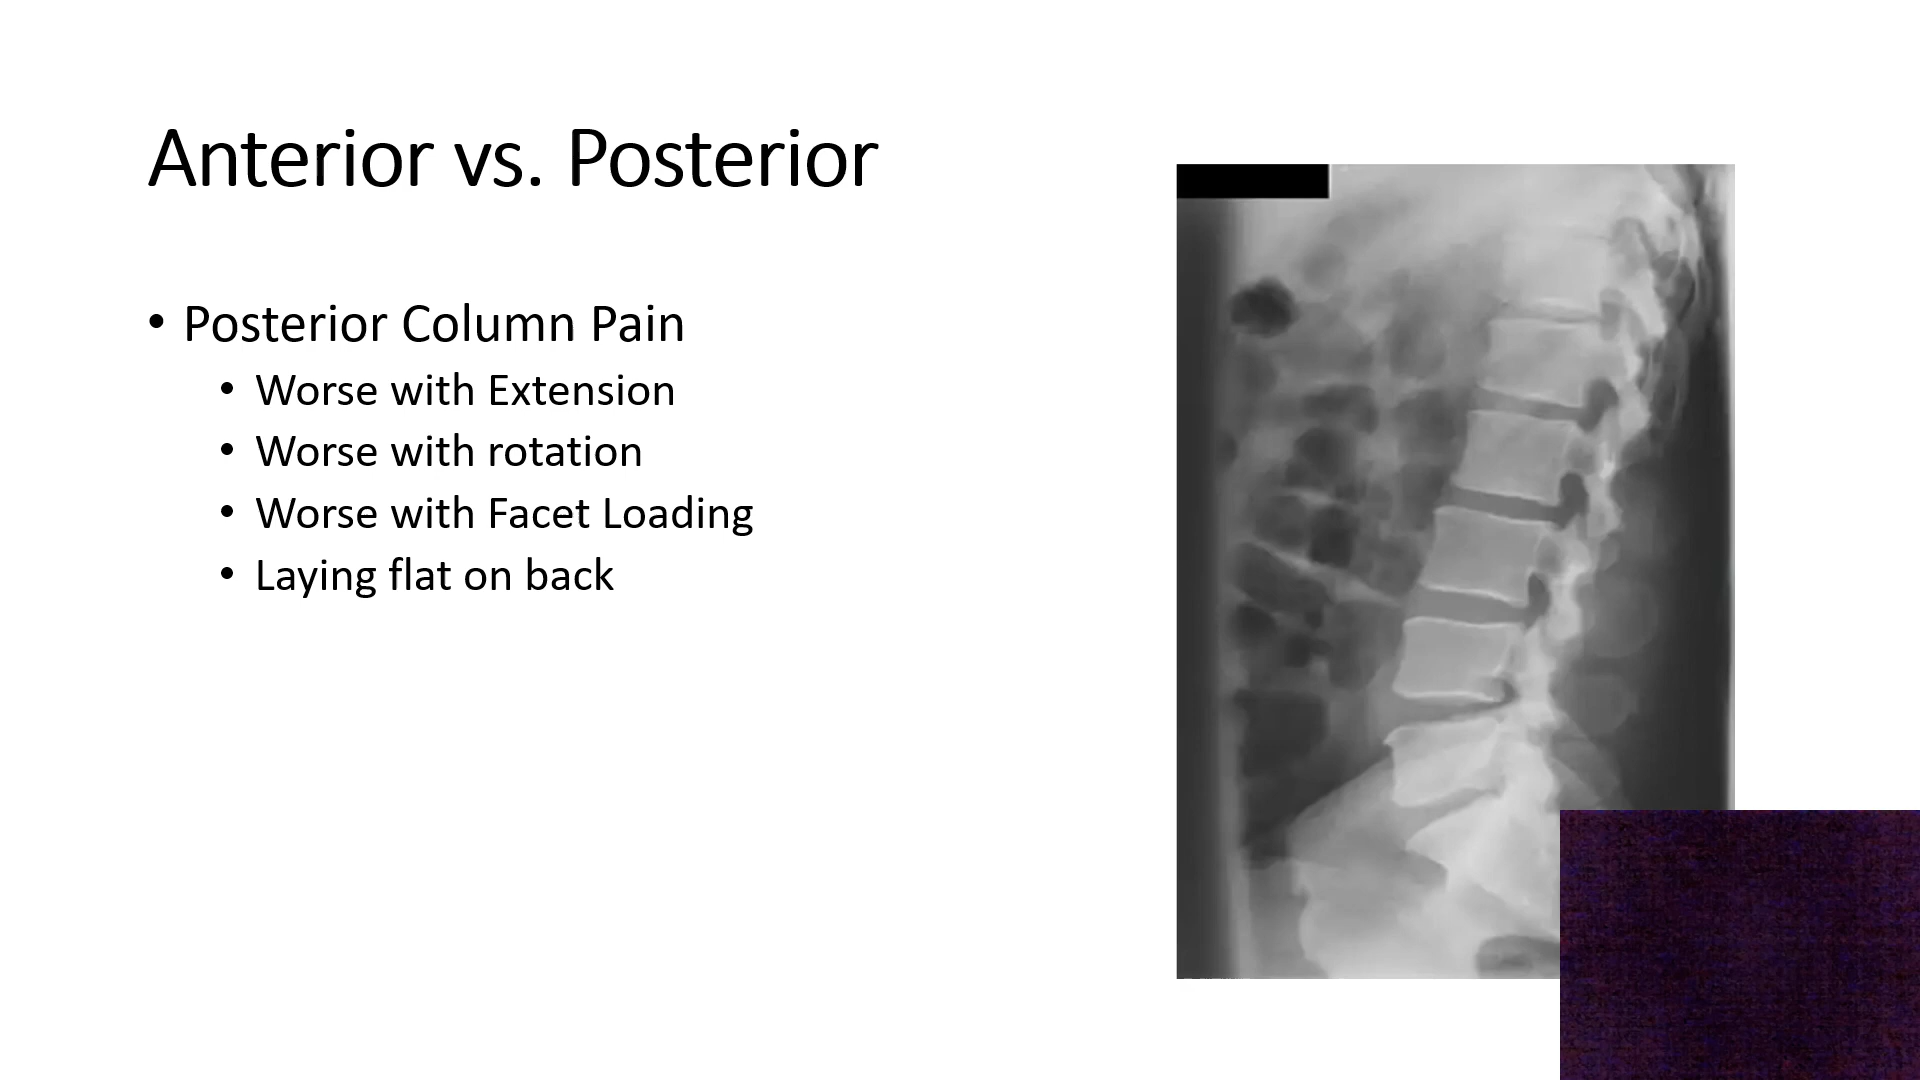 Anterior vs. Posterior
• Posterior Column Pain
• Worse with Extension
• Worse with rotation
• Worse with Facet Loading
• Laying flat on back